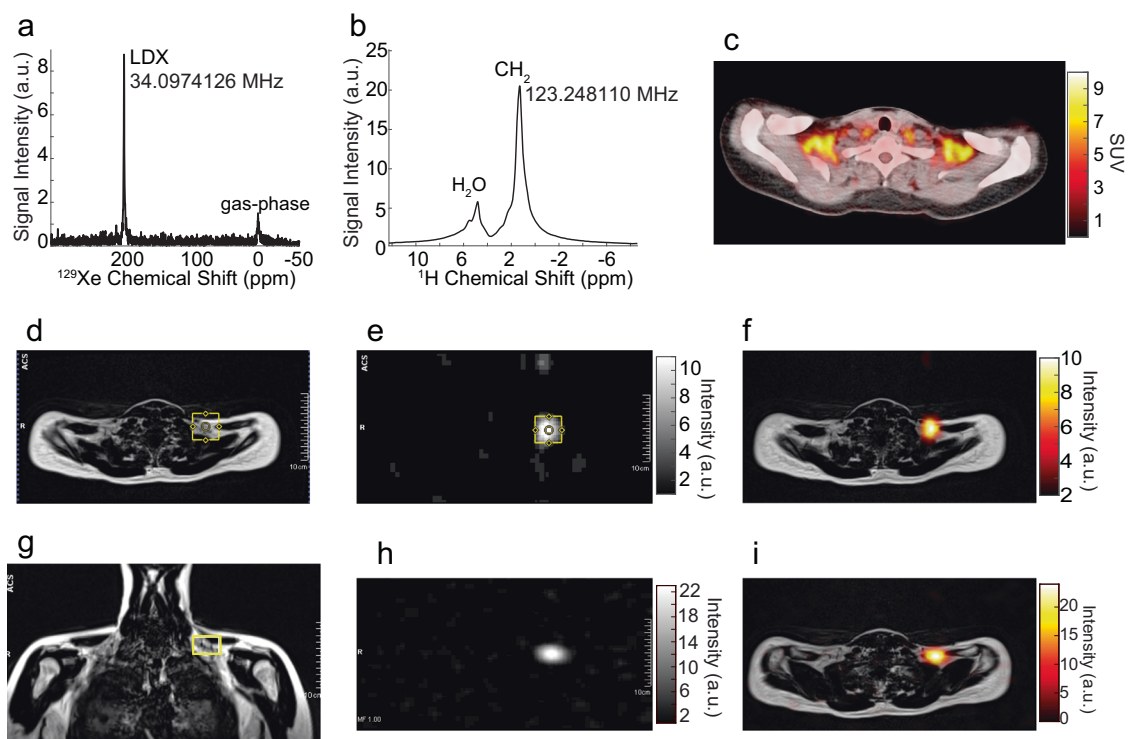 a
LDX
34.0974126 MHz
gas-phase
Signal Intensity (a.u.)
8
6
4
2
0
200
100
0
-50
129Xe Chemical Shift (ppm)
b
CH2
123.248110 MHz
H2O
Signal Intensity (a.u.)
25
20
15
10
5
0
10
6
2
-2
-6
1H Chemical Shift (ppm)
c
9
7
5
3
1
SUV
d
ACS
R
10cm
e
ACS
R
10cm
10
8
6
4
2
Intensity (a.u.)
f
10
8
6
4
2
Intensity (a.u.)
g
ACS
R
10cm
h
R
10cm
MF 1.00
22
18
14
10
6
2
Intensity (a.u.)
i
20
15
10
5
0
Intensity (a.u.)